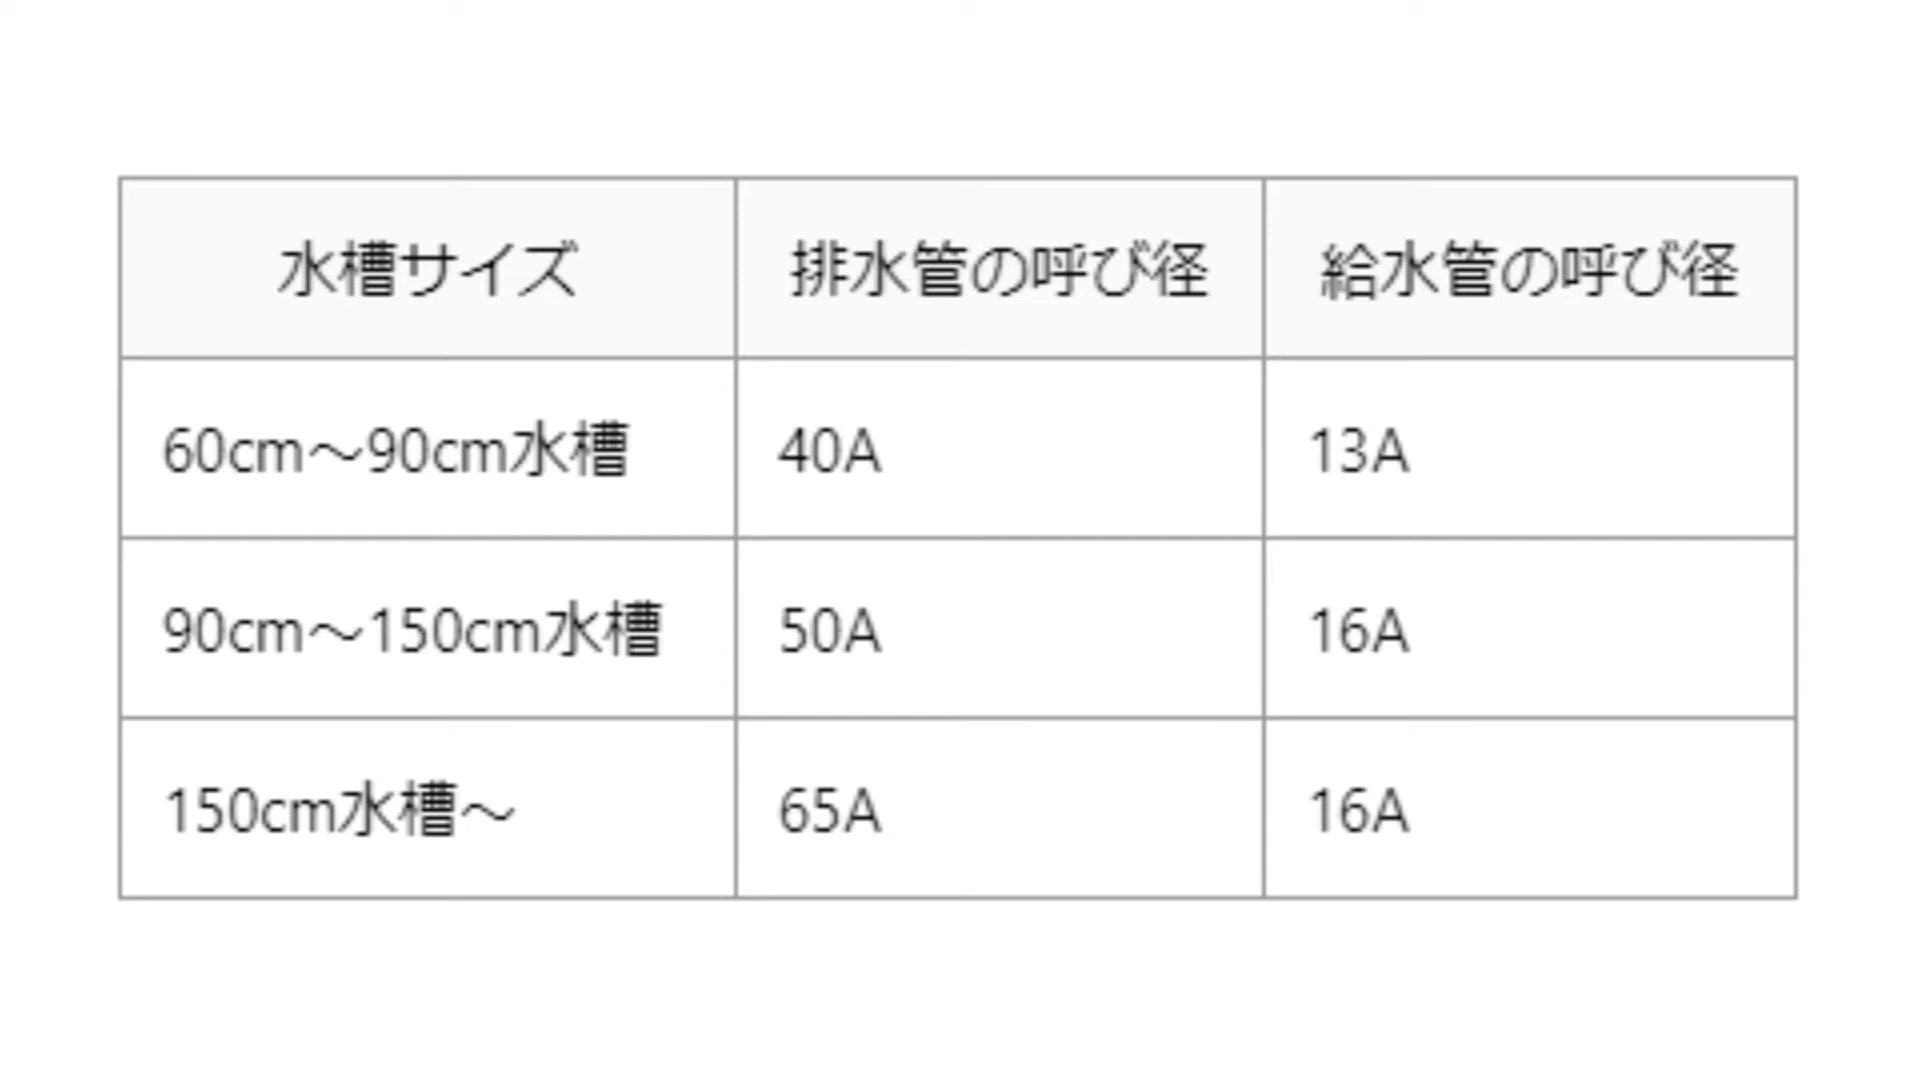 水槽サイズ 排水管の呼び径 給水管の呼び径
60cm～90cm水槽 40A 13A
90cm～150cm水槽 50A 16A
150cm水槽～ 65A 16A